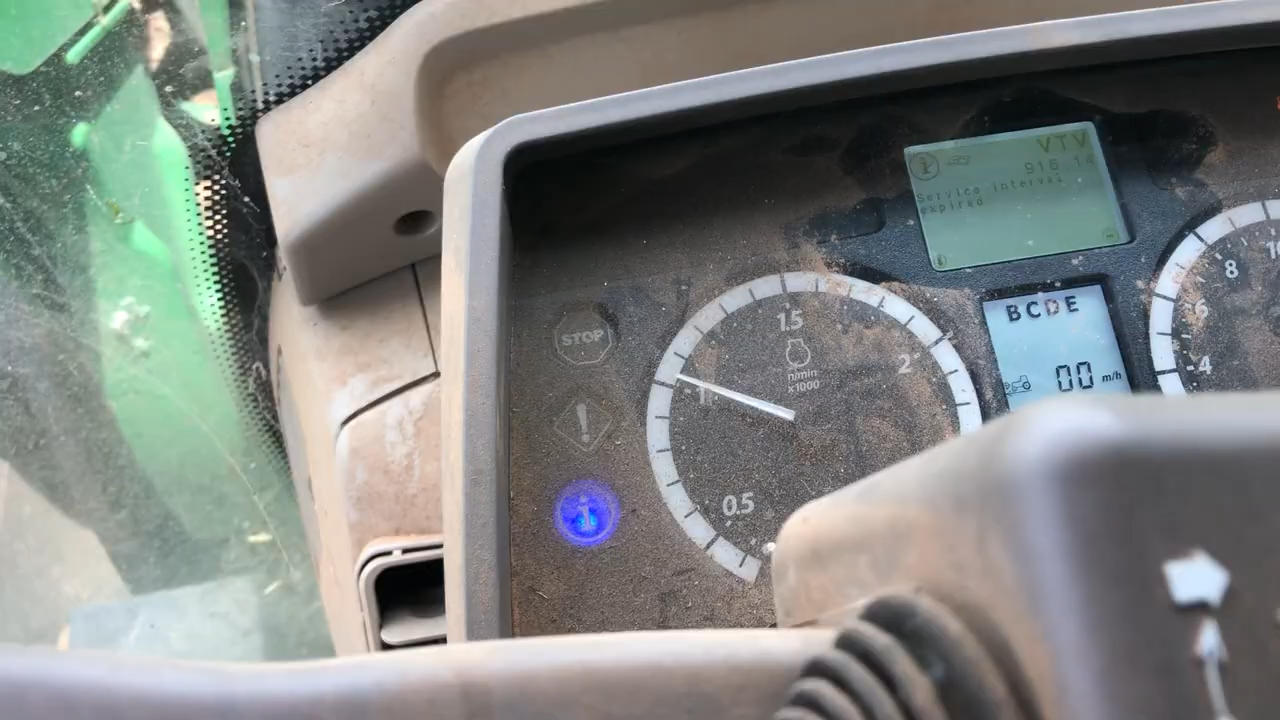 VTV
916.14
Service interval
expired
STOP
1.5
n/min
x1000
2
1
0.5
BCDE
00 m/h
10
8
6
4